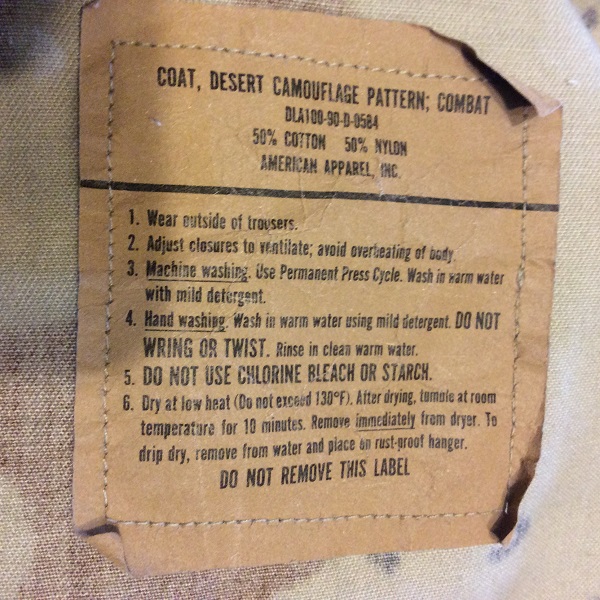 COAT, DESERT CAMOUFLAGE PATTERN; COMBAT
DLA100-90-D-0584
50% COTTON 50% NYLON
AMERICAN APPAREL, INC.
1. Wear outside of trousers.
2. Adjust closures to ventilate; avoid overheating of body.
3. Machine washing. Use Permanent Press Cycle. Wash in warm water
with mild detergent.
4. Hand washing. Wash in warm water using mild detergent. DO NOT
WRING OR TWIST. Rinse in clean warm water.
5. DO NOT USE CHLORINE BLEACH OR STARCH.
6. Dry at low heat (Do not exceed 130°F). After drying, tumble at room
temperature for 10 minutes. Remove immediately from dryer. To
drip dry, remove from water and place on rust-proof hanger.
DO NOT REMOVE THIS LABEL